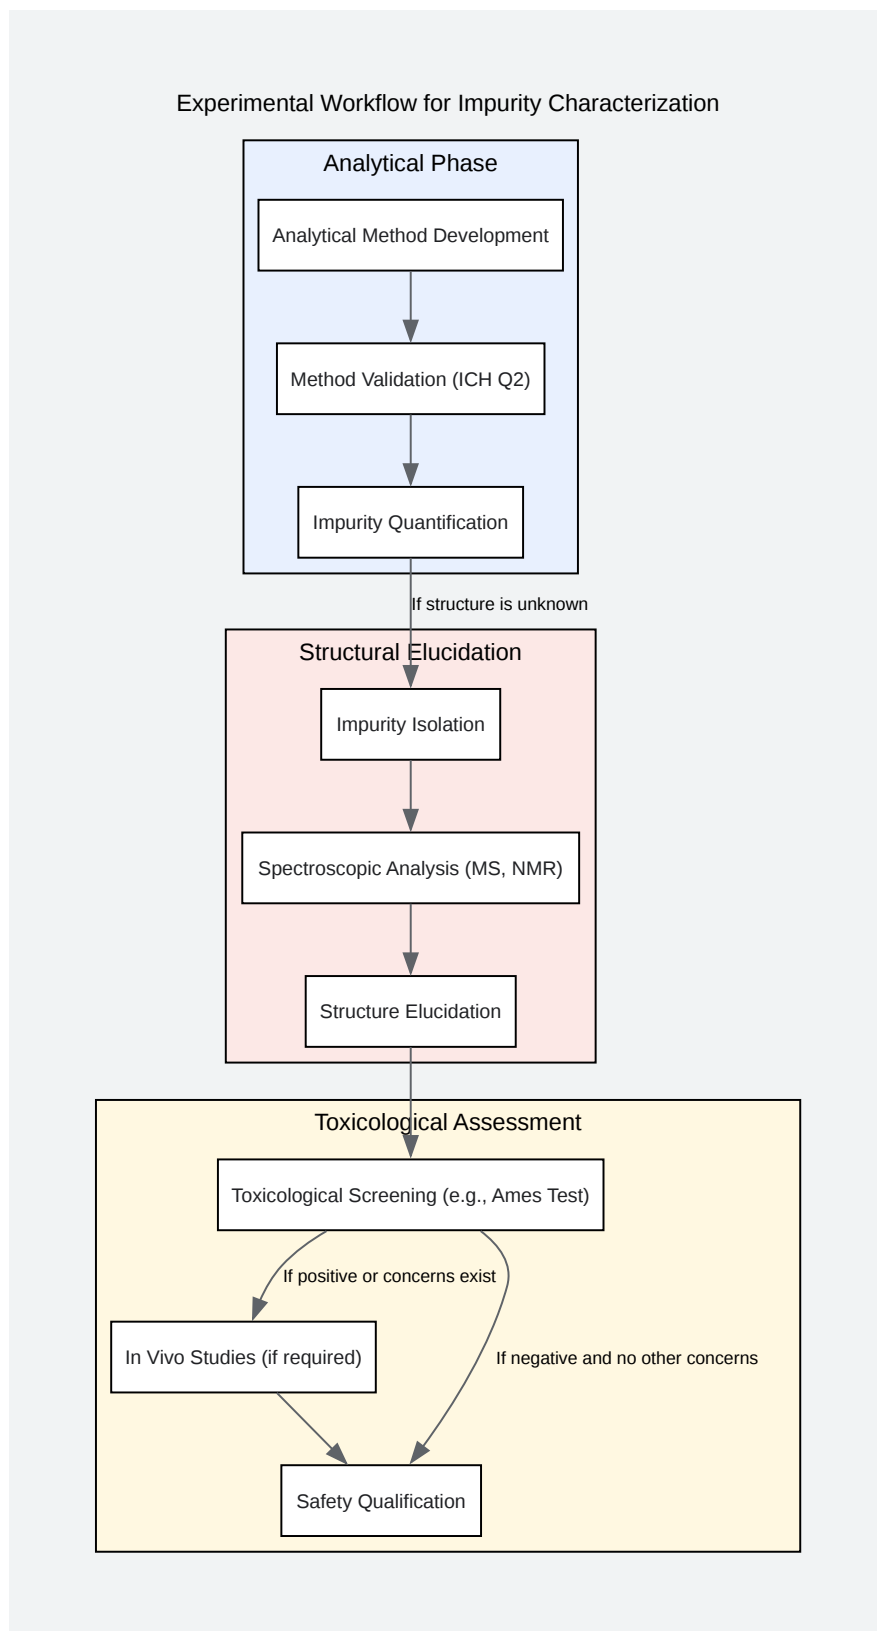 Experimental Workflow for Impurity Characterization
Analytical Phase
Analytical Method Development
Method Validation (ICH Q2)
Impurity Quantification
If structure is unknown
Structural Elucidation
Impurity Isolation
Spectroscopic Analysis (MS, NMR)
Structure Elucidation
Toxicological Assessment
Toxicological Screening (e.g., Ames Test)
If positive or concerns exist
In Vivo Studies (if required)
If negative and no other concerns
Safety Qualification